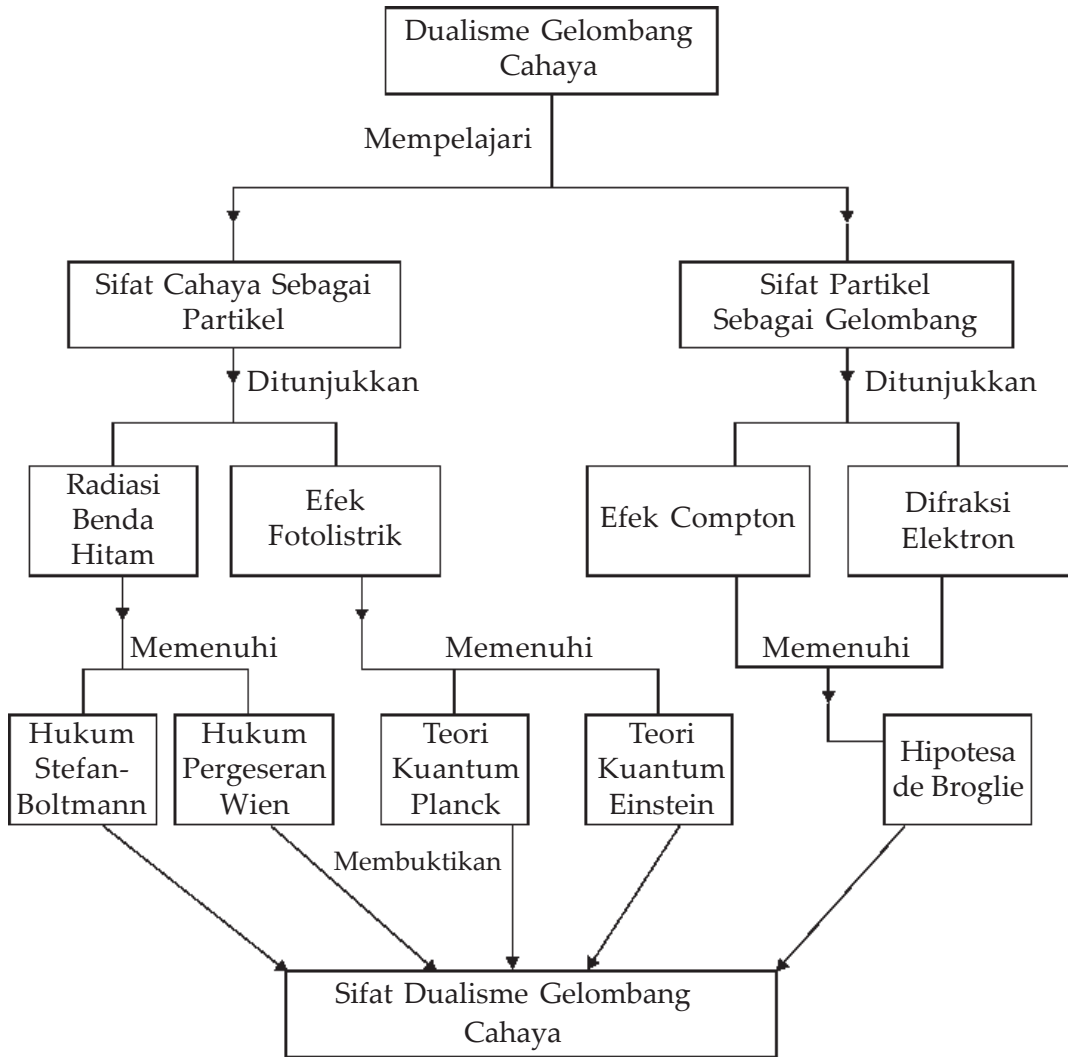 Dualisme Gelombang
Cahaya
Mempelajari
Sifat Cahaya Sebagai
Partikel
Sifat Partikel
Sebagai Gelombang
Ditunjukkan
Ditunjukkan
Radiasi
Benda
Hitam
Efek
Fotolistrik
Efek Compton
Difraksi
Elektron
Memenuhi
Memenuhi
Memenuhi
Hukum
Stefan-
Boltmann
Hukum
Pergeseran
Wien
Teori
Kuantum
Planck
Teori
Kuantum
Einstein
Hipotesa
de Broglie
Membuktikan
Sifat Dualisme Gelombang
Cahaya